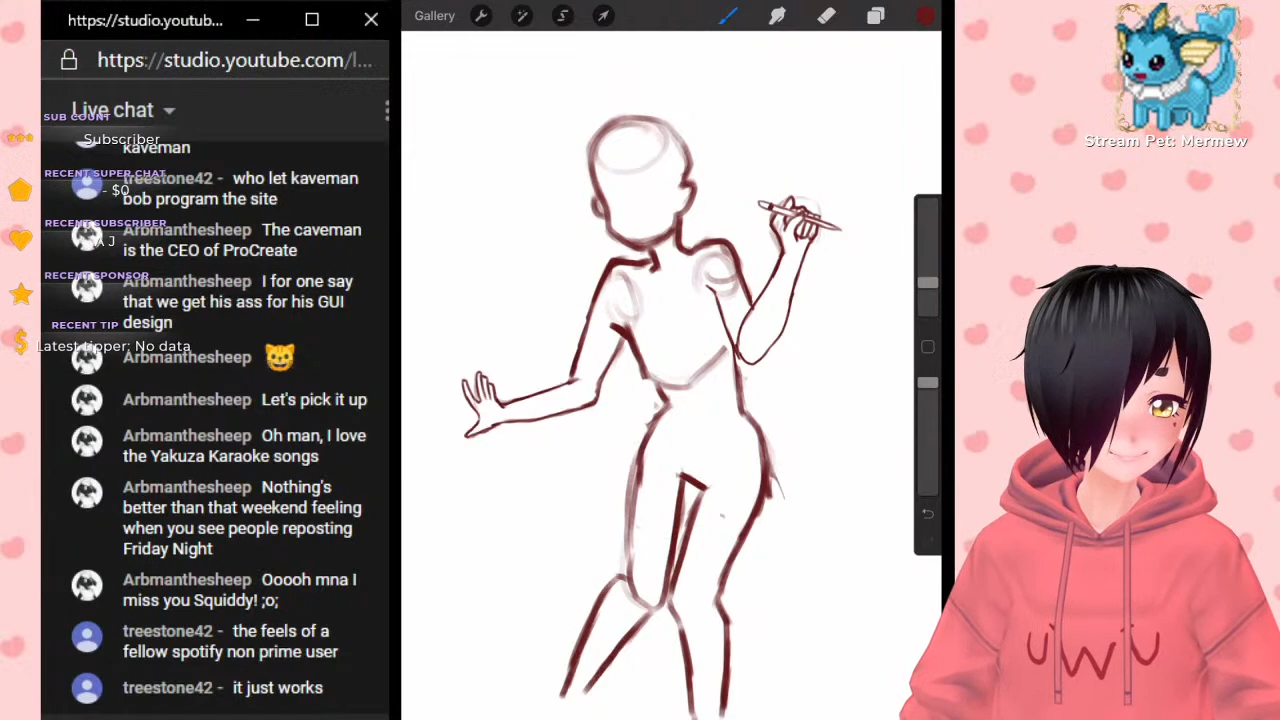 https://studio.youtub...
https://studio.youtube.com/l...
Live chat
SUB COUNT
Subscriber
kaveman
RECENT SUPER CHAT
- $0
treestone42 - who let kaveman
bob program the site
RECENT SUBSCRIBER
A J
Arbmanthesheep The caveman
is the CEO of ProCreate
RECENT SPONSOR
Arbmanthesheep I for one say
that we get his ass for his GUI
design
RECENT TIP
Latest tipper: No data
Arbmanthesheep
Arbmanthesheep Let's pick it up
Arbmanthesheep Oh man, I love
the Yakuza Karaoke songs
Arbmanthesheep Nothing's
better than that weekend feeling
when you see people reposting
Friday Night
Arbmanthesheep Ooooh mna I
miss you Squiddy! ;o;
treestone42 - the feels of a
fellow spotify non prime user
treestone42 - it just works
Gallery
Stream Pet: Mermew
UWU